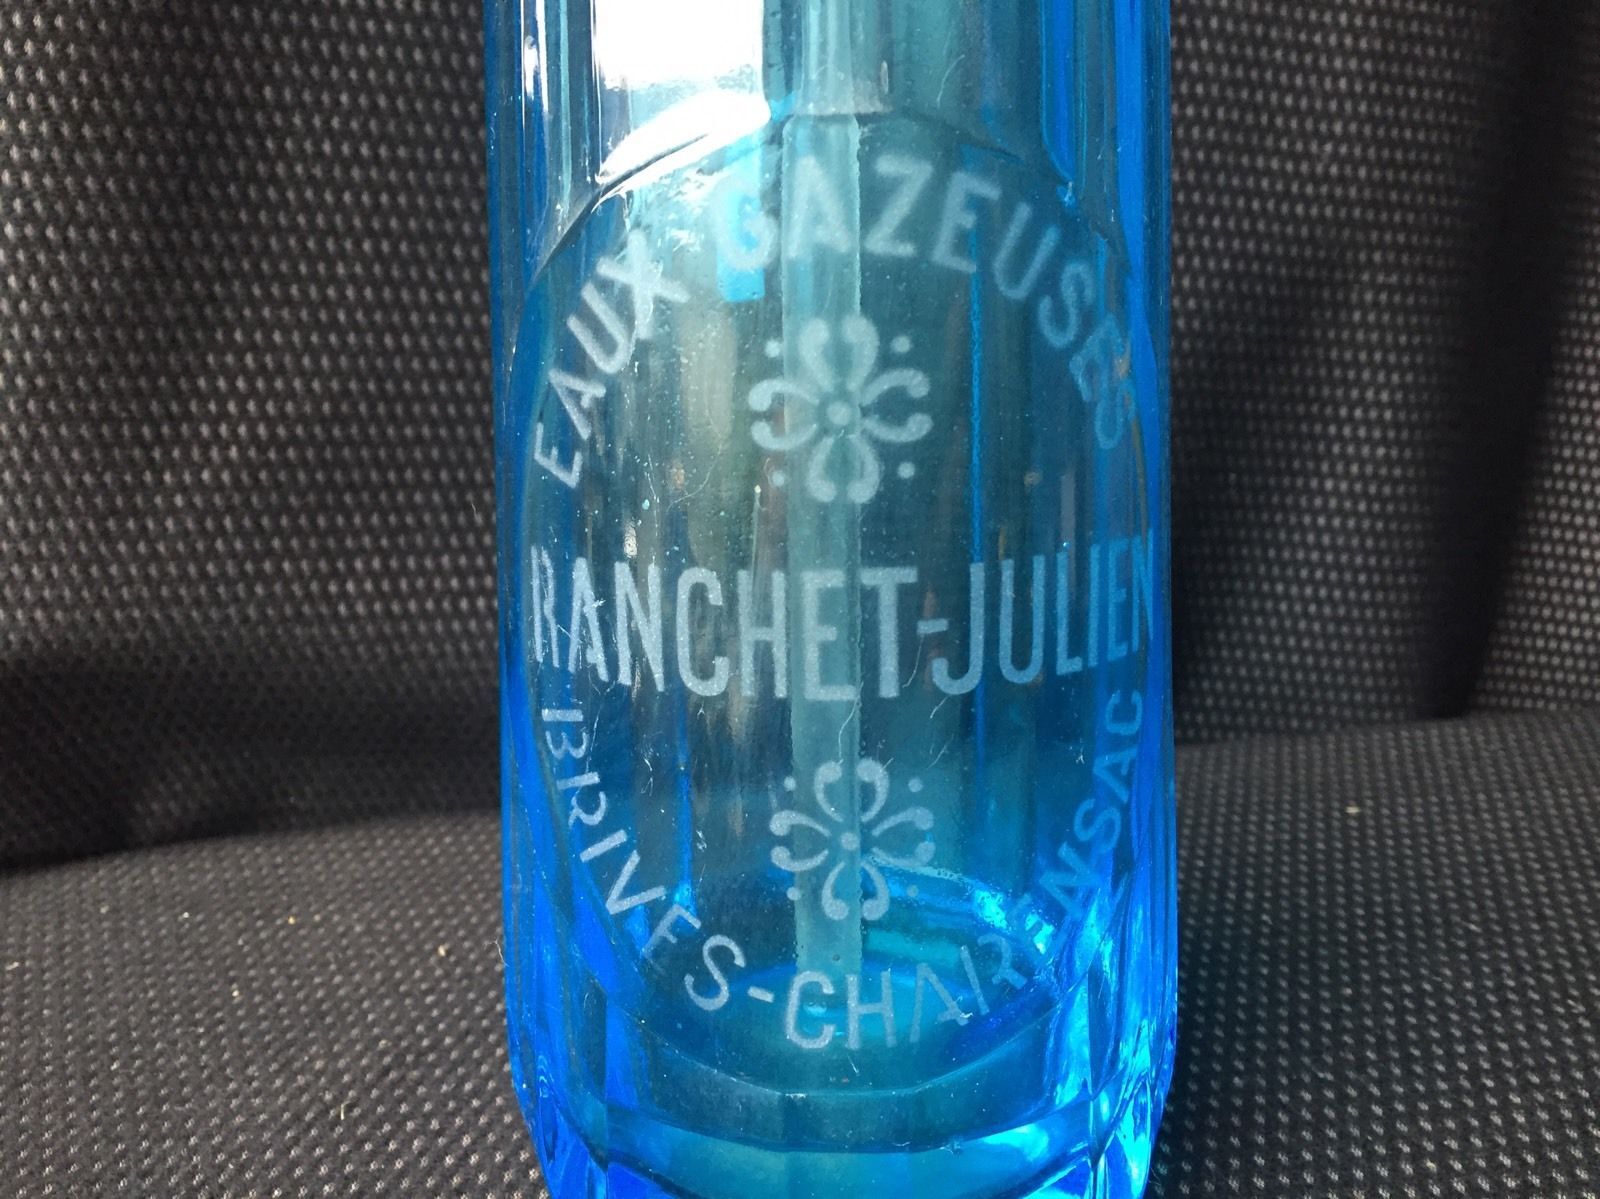 EAUX GAZEUSES
RANCHET-JULIEN
BRIVES-CHARENSAC